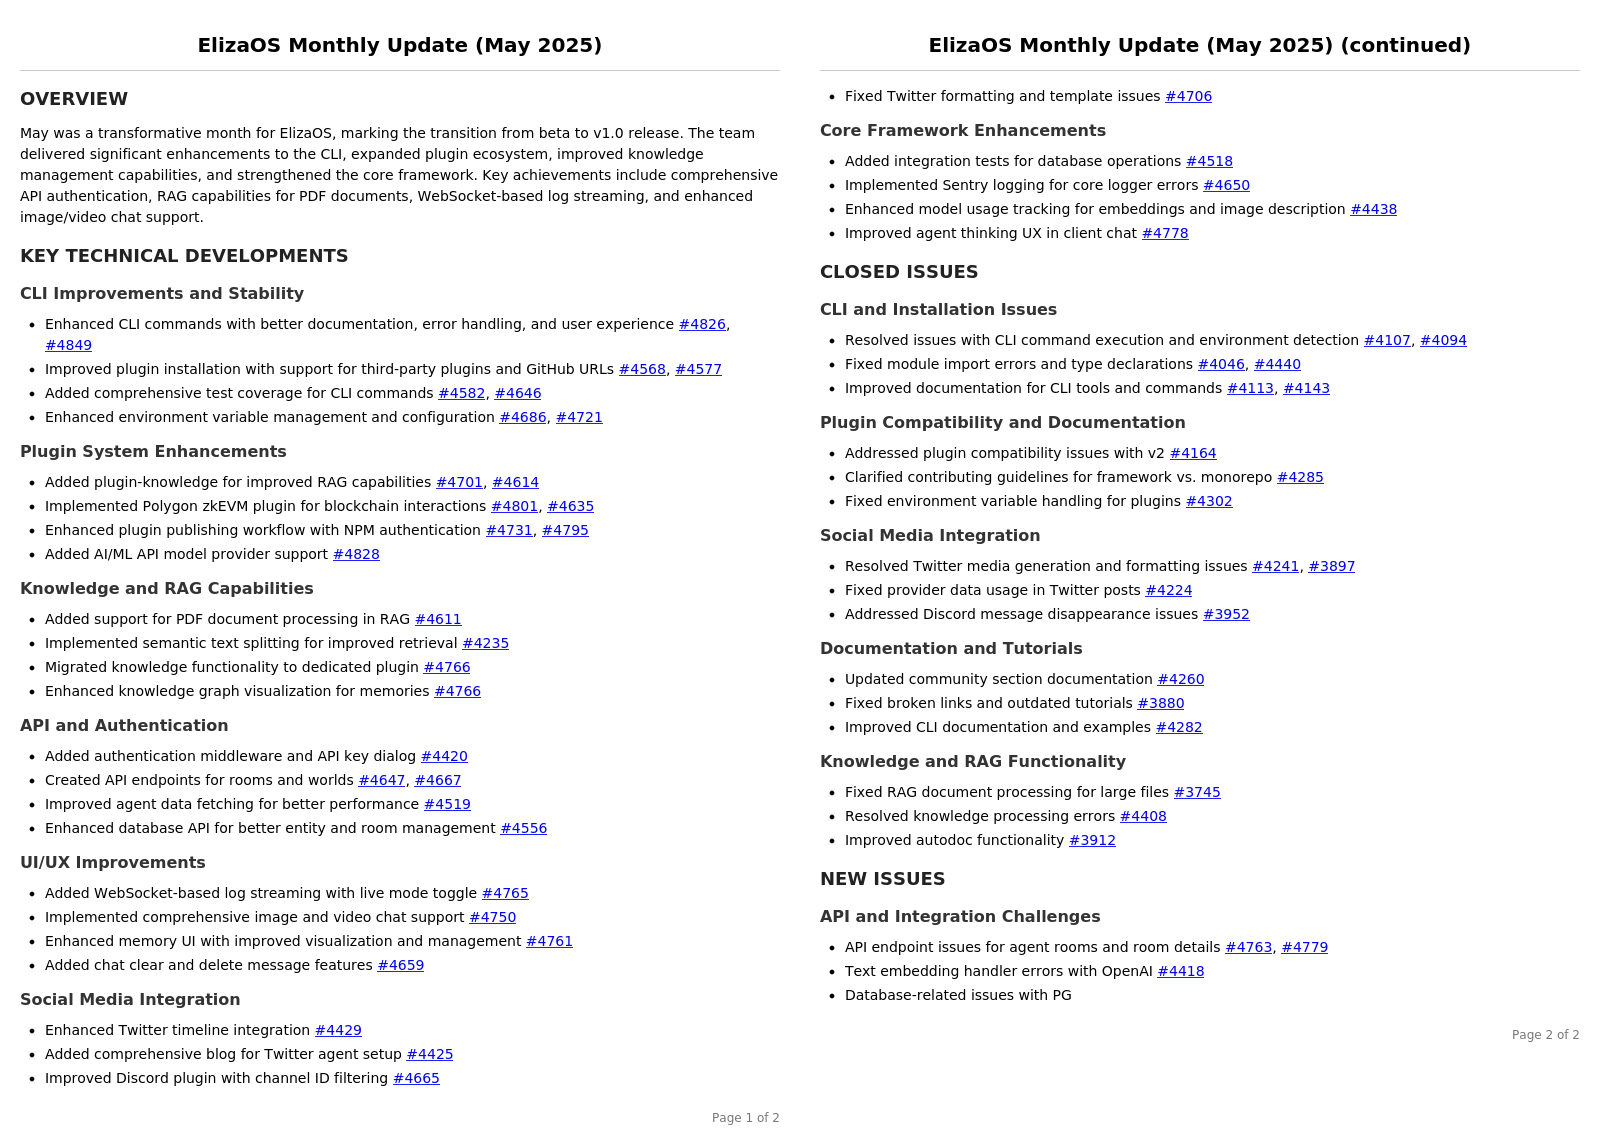 ElizaOS Monthly Update (May 2025)
OVERVIEW
May was a transformative month for ElizaOS, marking the transition from beta to v1.0 release. The team
delivered significant enhancements to the CLI, expanded plugin ecosystem, improved knowledge
management capabilities, and strengthened the core framework. Key achievements include comprehensive
API authentication, RAG capabilities for PDF documents, WebSocket-based log streaming, and enhanced
image/video chat support.
KEY TECHNICAL DEVELOPMENTS
CLI Improvements and Stability
• Enhanced CLI commands with better documentation, error handling, and user experience #4826,
#4849
• Improved plugin installation with support for third-party plugins and GitHub URLs #4568, #4577
• Added comprehensive test coverage for CLI commands #4582, #4646
• Enhanced environment variable management and configuration #4686, #4721
Plugin System Enhancements
• Added plugin-knowledge for improved RAG capabilities #4701, #4614
• Implemented Polygon zkEVM plugin for blockchain interactions #4801, #4635
• Enhanced plugin publishing workflow with NPM authentication #4731, #4795
• Added AI/ML API model provider support #4828
Knowledge and RAG Capabilities
• Added support for PDF document processing in RAG #4611
• Implemented semantic text splitting for improved retrieval #4235
• Migrated knowledge functionality to dedicated plugin #4766
• Enhanced knowledge graph visualization for memories #4766
API and Authentication
• Added authentication middleware and API key dialog #4420
• Created API endpoints for rooms and worlds #4647, #4667
• Improved agent data fetching for better performance #4519
• Enhanced database API for better entity and room management #4556
UI/UX Improvements
• Added WebSocket-based log streaming with live mode toggle #4765
• Implemented comprehensive image and video chat support #4750
• Enhanced memory UI with improved visualization and management #4761
• Added chat clear and delete message features #4659
Social Media Integration
• Enhanced Twitter timeline integration #4429
• Added comprehensive blog for Twitter agent setup #4425
• Improved Discord plugin with channel ID filtering #4665
Page 1 of 2
ElizaOS Monthly Update (May 2025) (continued)
• Fixed Twitter formatting and template issues #4706
Core Framework Enhancements
• Added integration tests for database operations #4518
• Implemented Sentry logging for core logger errors #4650
• Enhanced model usage tracking for embeddings and image description #4438
• Improved agent thinking UX in client chat #4778
CLOSED ISSUES
CLI and Installation Issues
• Resolved issues with CLI command execution and environment detection #4107, #4094
• Fixed module import errors and type declarations #4046, #4440
• Improved documentation for CLI tools and commands #4113, #4143
Plugin Compatibility and Documentation
• Addressed plugin compatibility issues with v2 #4164
• Clarified contributing guidelines for framework vs. monorepo #4285
• Fixed environment variable handling for plugins #4302
Social Media Integration
• Resolved Twitter media generation and formatting issues #4241, #3897
• Fixed provider data usage in Twitter posts #4224
• Addressed Discord message disappearance issues #3952
Documentation and Tutorials
• Updated community section documentation #4260
• Fixed broken links and outdated tutorials #3880
• Improved CLI documentation and examples #4282
Knowledge and RAG Functionality
• Fixed RAG document processing for large files #3745
• Resolved knowledge processing errors #4408
• Improved autodoc functionality #3912
NEW ISSUES
API and Integration Challenges
• API endpoint issues for agent rooms and room details #4763, #4779
• Text embedding handler errors with OpenAI #4418
• Database-related issues with PG
Page 2 of 2